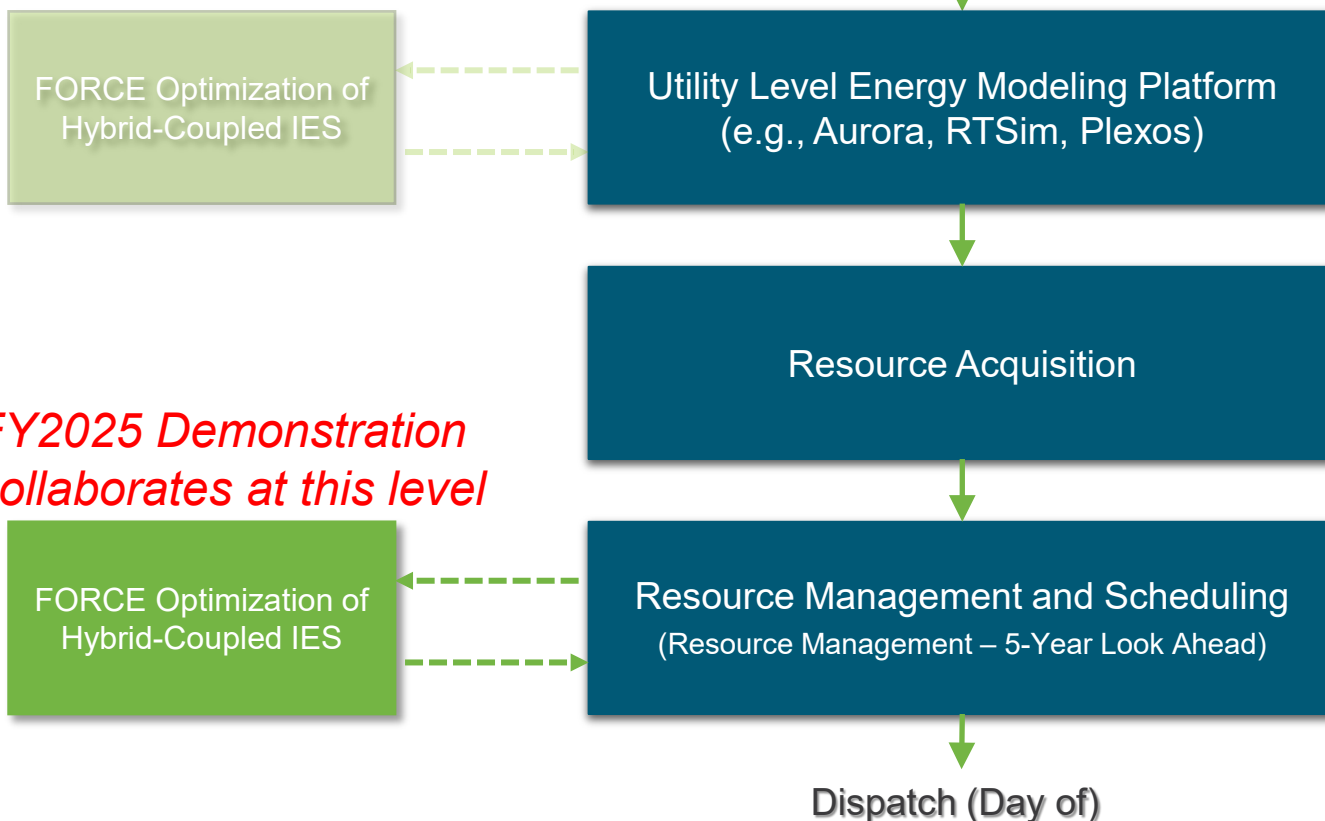 FORCE Optimization of
Hybrid-Coupled IES
Utility Level Energy Modeling Platform
(e.g., Aurora, RTSim, Plexos)
Resource Acquisition
FY2025 Demonstration
ollaborates at this level
FORCE Optimization of
Hybrid-Coupled IES
Resource Management and Scheduling
(Resource Management – 5-Year Look Ahead)
Dispatch (Day of)